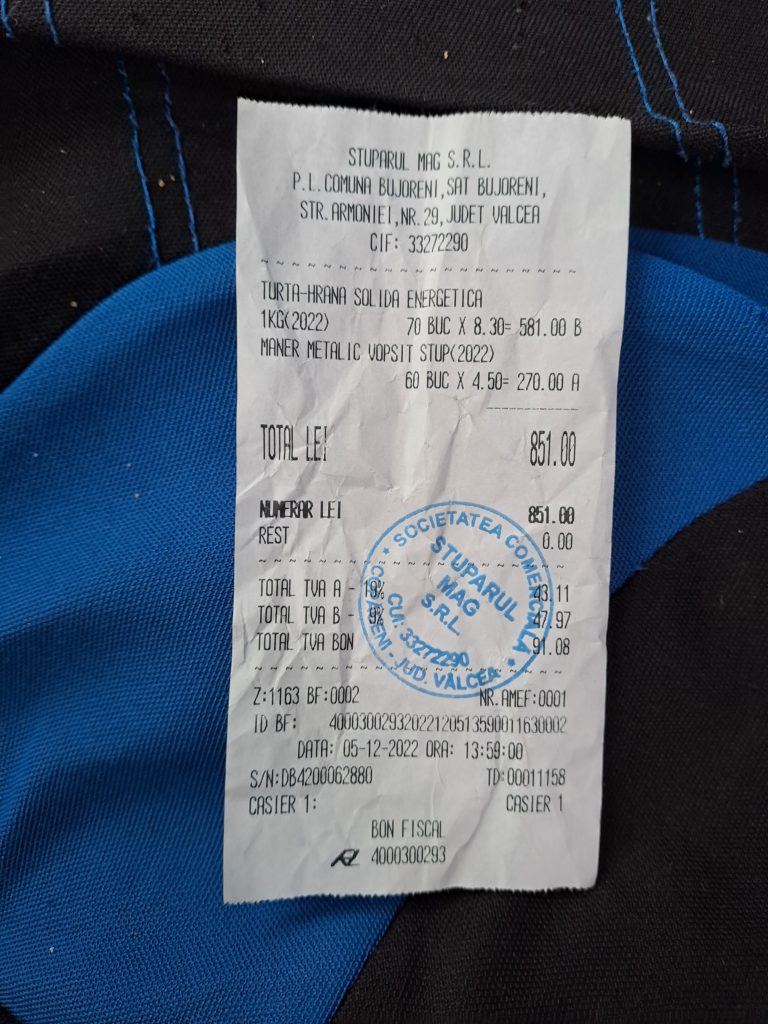 STUPARUL MAG S.R.L.
P.L.COMUNA BUJORENI,SAT BUJORENI,
STR.ARMONIEI,NR.29,JUDET VALCEA
CIF: 33272290
TURTA-HRANA SOLIDA ENERGETICA
1KG(2022) 70 BUC X 8.30= 581.00 B
MANER METALIC VOPSIT STUP(2022)
60 BUC X 4.50= 270.00 A
TOTAL LEI 851.00
NUMERAR LEI 851.00
REST 0.00
TOTAL TVA A - 19% 43.11
TOTAL TVA B - 9% 47.97
TOTAL TVA BON 91.08
SOCIETATEA COMERCIALA
STUPARUL
MAG
S.R.L.
CUI: 33272290
JUD. VÂLCEA
Z:1163 BF:0002 NR.AMEF:0001
ID BF: 40003002932022120513590011630002
DATA: 05-12-2022 ORA: 13:59:00
S/N:DB4200062880 TD:00011158
CASIER 1: CASIER 1
BON FISCAL
4000300293